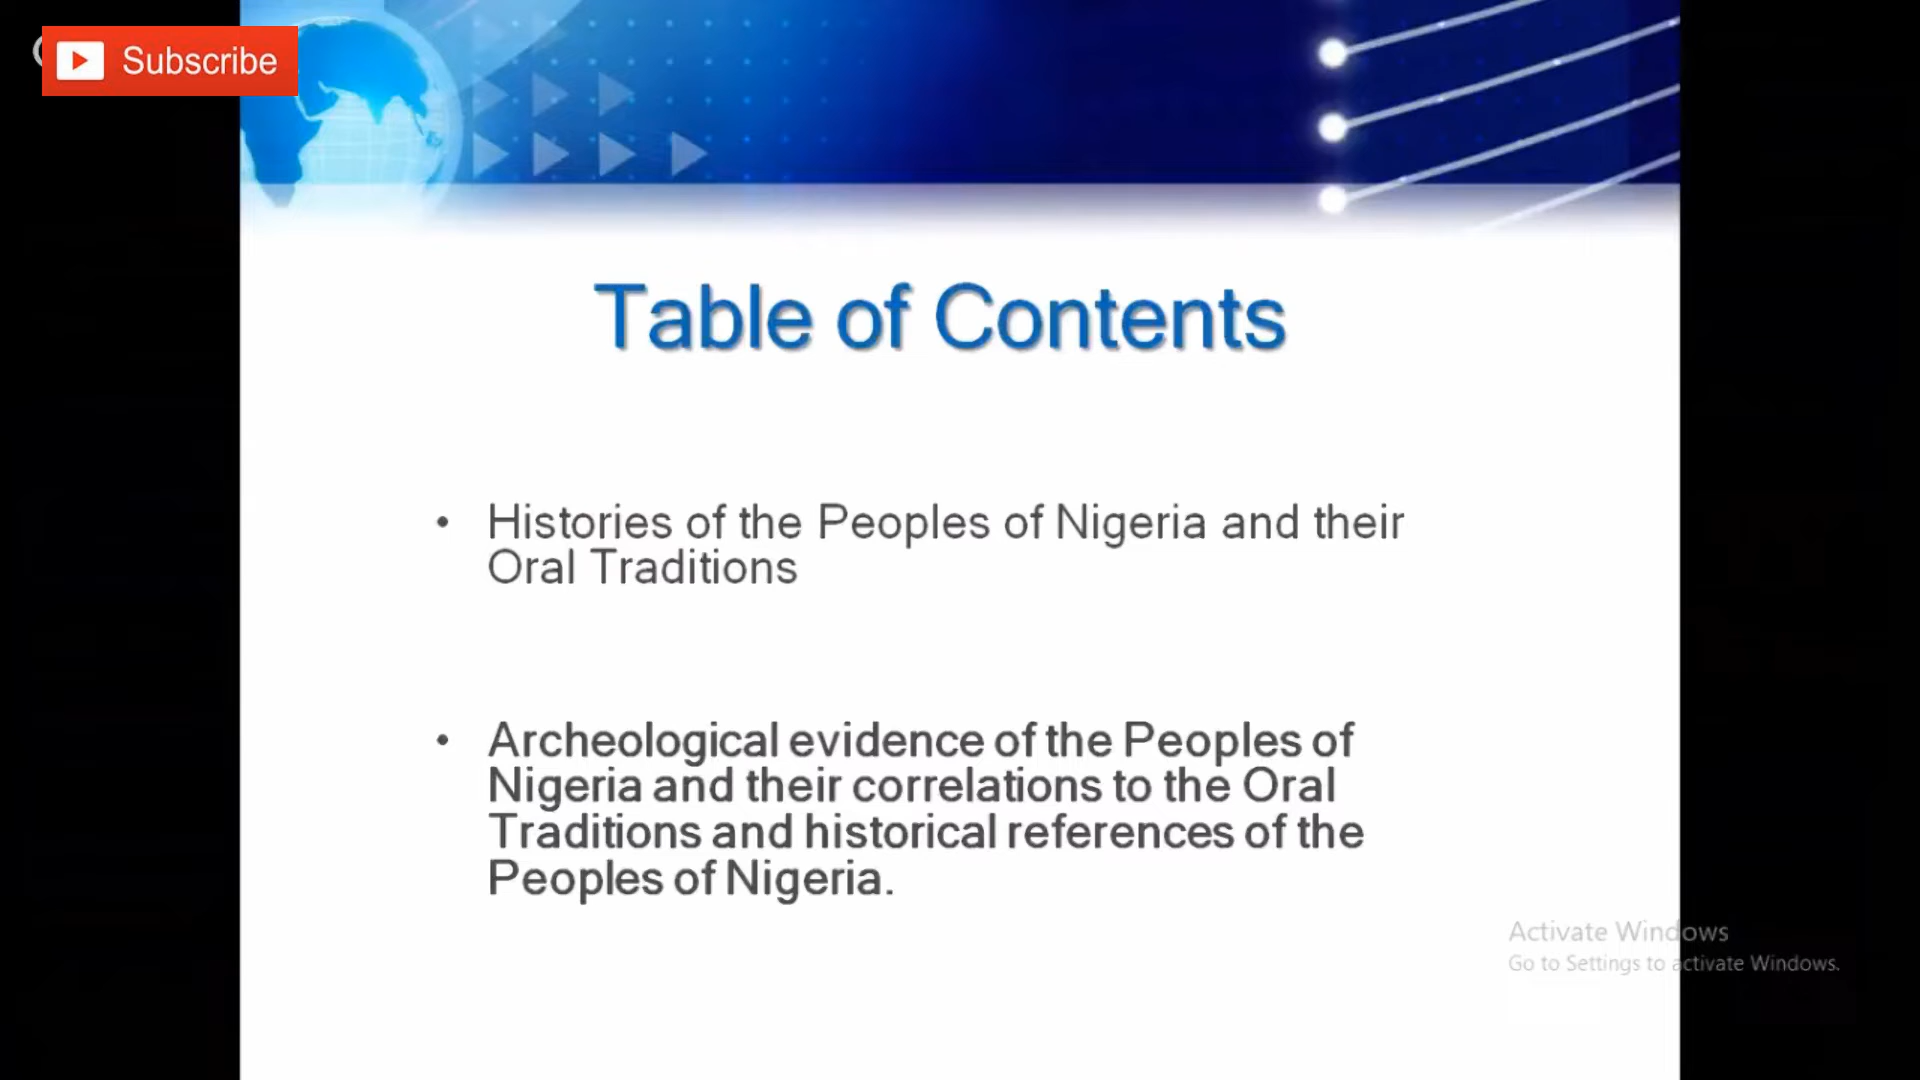 Subscribe
Table of Contents
• Histories of the Peoples of Nigeria and their
Oral Traditions
• Archeological evidence of the Peoples of
Nigeria and their correlations to the Oral
Traditions and historical references of the
Peoples of Nigeria.
Activate Windows
Go to Settings to activate Windows.